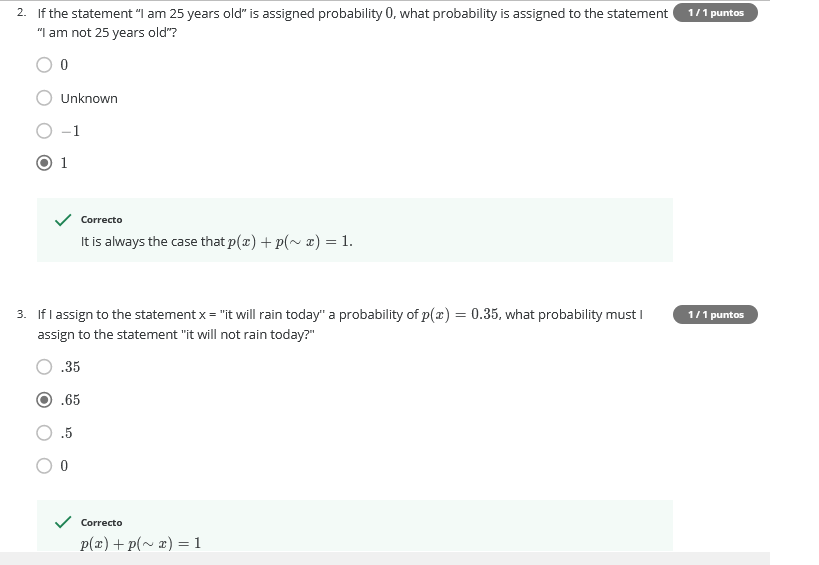 2. If the statement “I am 25 years old” is assigned probability 0, what probability is assigned to the statement 1 / 1 puntos
“I am not 25 years old”?
0
Unknown
−1
1
Correcto
It is always the case that p(x) + p(∼ x) = 1.
3. If I assign to the statement x = "it will rain today" a probability of p(x) = 0.35, what probability must I 1 / 1 puntos
assign to the statement "it will not rain today?"
.35
.65
.5
0
Correcto
p(x) + p(∼ x) = 1